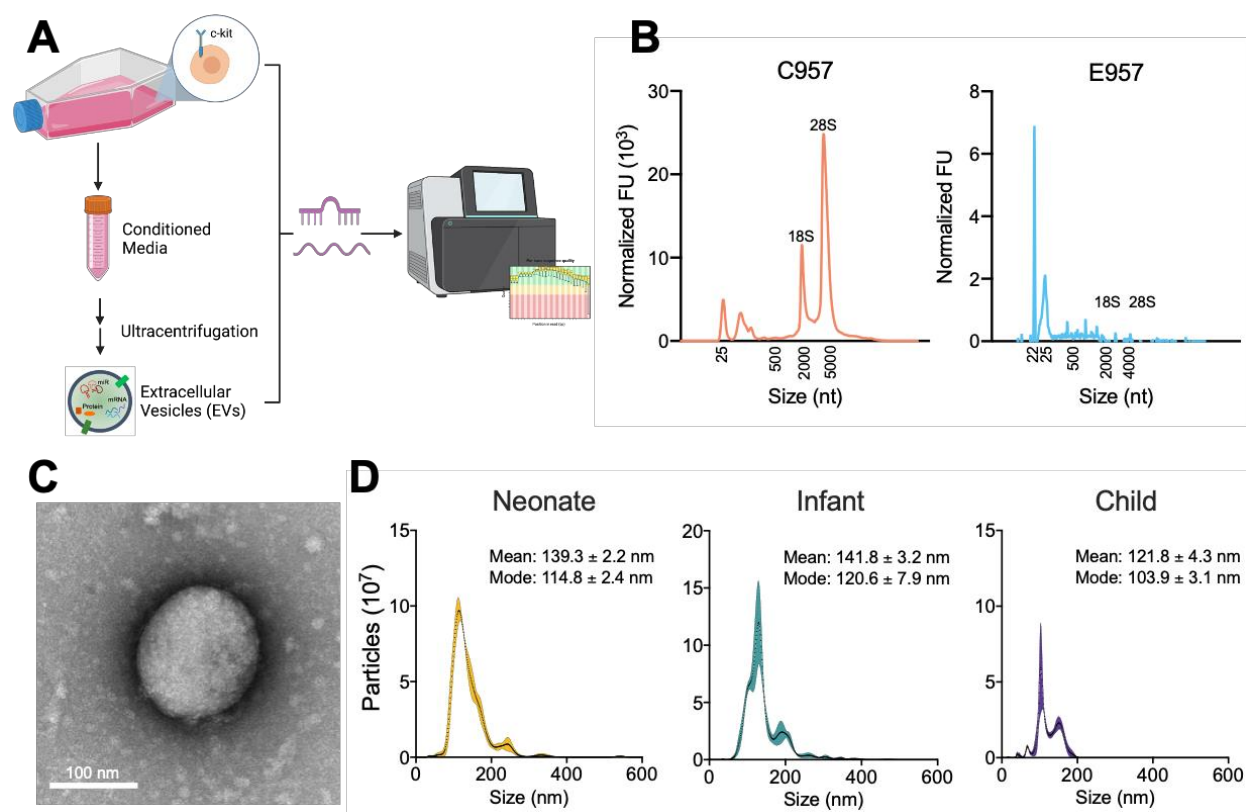 A
c-kit
Conditioned
Media
Ultracentrifugation
miR
Protein
mRNA
Extracellular
Vesicles (EVs)
B
C957
Normalized FU (10³)
30
20
10
0
18S
28S
25
500
2000
5000
Size (nt)
E957
Normalized FU
8
6
4
2
0
18S 28S
22
25
500
2000
4000
Size (nt)
C
100 nm
D
Neonate
Mean: 139.3 ± 2.2 nm
Mode: 114.8 ± 2.4 nm
Particles (10⁷)
15
10
5
0
0 200 400 600
Size (nm)
Infant
Mean: 141.8 ± 3.2 nm
Mode: 120.6 ± 7.9 nm
20
15
10
5
0
0 200 400 600
Size (nm)
Child
Mean: 121.8 ± 4.3 nm
Mode: 103.9 ± 3.1 nm
15
10
5
0
0 200 400 600
Size (nm)